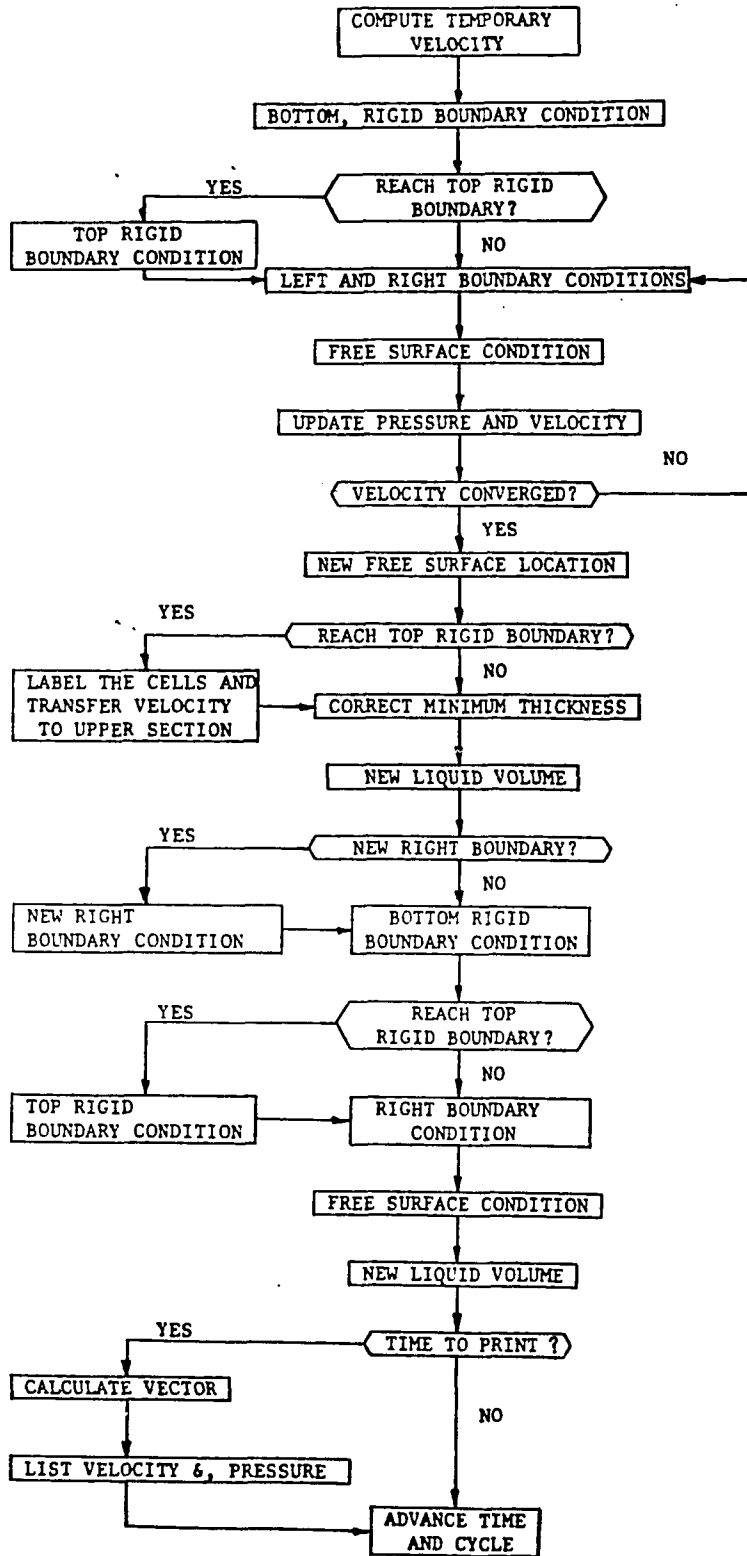 COMPUTE TEMPORARY
VELOCITY
BOTTOM, RIGID BOUNDARY CONDITION
YES
REACH TOP RIGID
BOUNDARY?
TOP RIGID
BOUNDARY CONDITION
NO
LEFT AND RIGHT BOUNDARY CONDITIONS
FREE SURFACE CONDITION
UPDATE PRESSURE AND VELOCITY
NO
VELOCITY CONVERGED?
YES
NEW FREE SURFACE LOCATION
YES
REACH TOP RIGID BOUNDARY?
NO
LABEL THE CELLS AND
TRANSFER VELOCITY
TO UPPER SECTION
CORRECT MINIMUM THICKNESS
NEW LIQUID VOLUME
YES
NEW RIGHT BOUNDARY?
NO
NEW RIGHT
BOUNDARY CONDITION
BOTTOM RIGID
BOUNDARY CONDITION
YES
REACH TOP
RIGID BOUNDARY?
NO
TOP RIGID
BOUNDARY CONDITION
RIGHT BOUNDARY
CONDITION
FREE SURFACE CONDITION
NEW LIQUID VOLUME
YES
TIME TO PRINT ?
CALCULATE VECTOR
NO
LIST VELOCITY &, PRESSURE
ADVANCE TIME
AND CYCLE